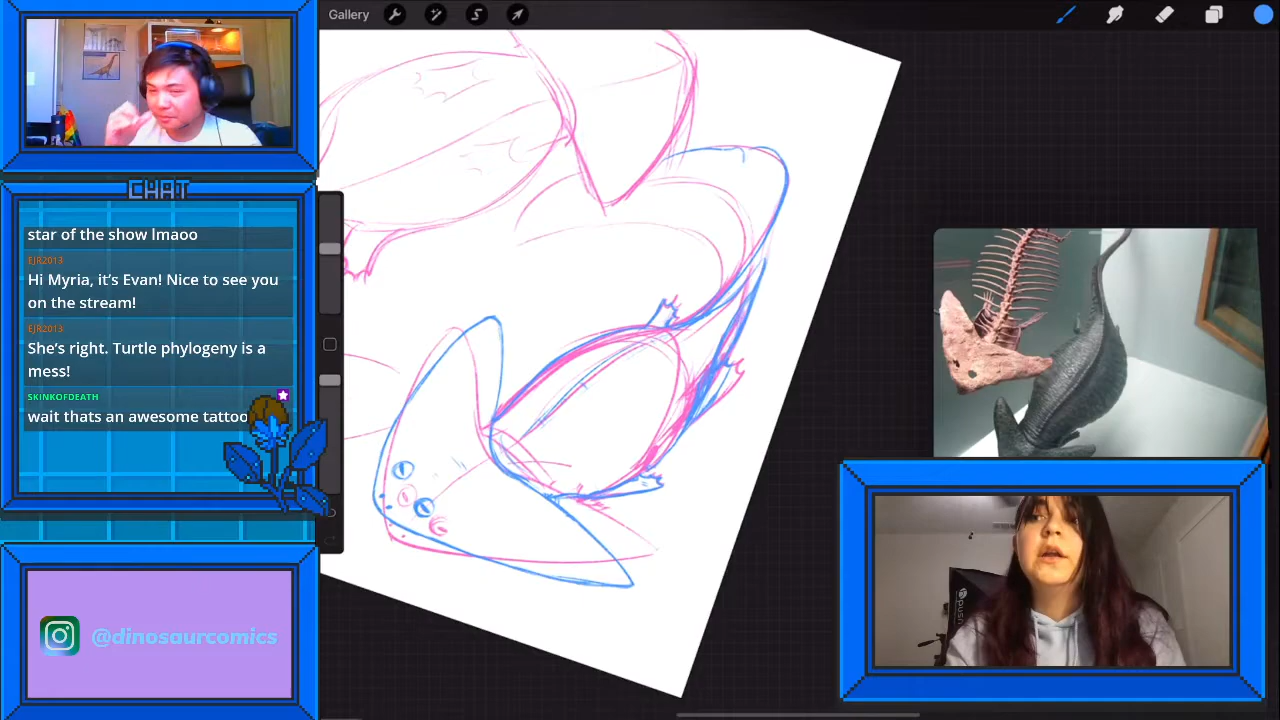 Gallery
CHAT
star of the show lmaoo
EJR2013
Hi Myria, it's Evan! Nice to see you
on the stream!
EJR2013
She's right. Turtle phylogeny is a
mess!
SKINKOFDEATH
wait thats an awesome tattoo
@dinosaurcomics